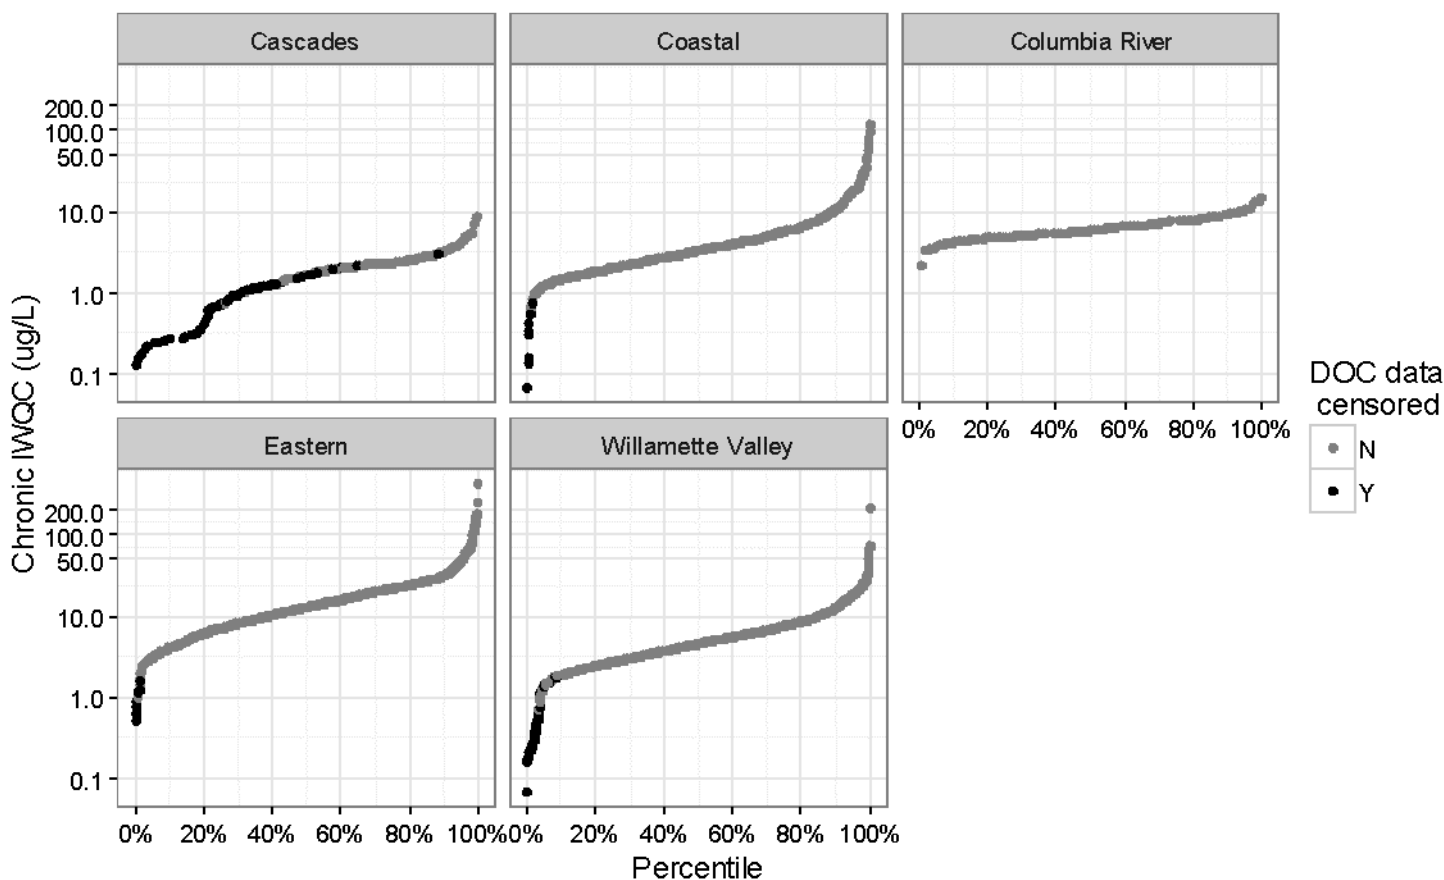 Cascades
Coastal
Columbia River
200.0
100.0
50.0
10.0
1.0
0.1
0% 20% 40% 60% 80% 100%
Eastern
Willamette Valley
200.0
100.0
50.0
10.0
1.0
0.1
0% 20% 40% 60% 80% 100%
0% 20% 40% 60% 80% 100%
Percentile
Chronic IWQC (ug/L)
DOC data
censored
N
Y